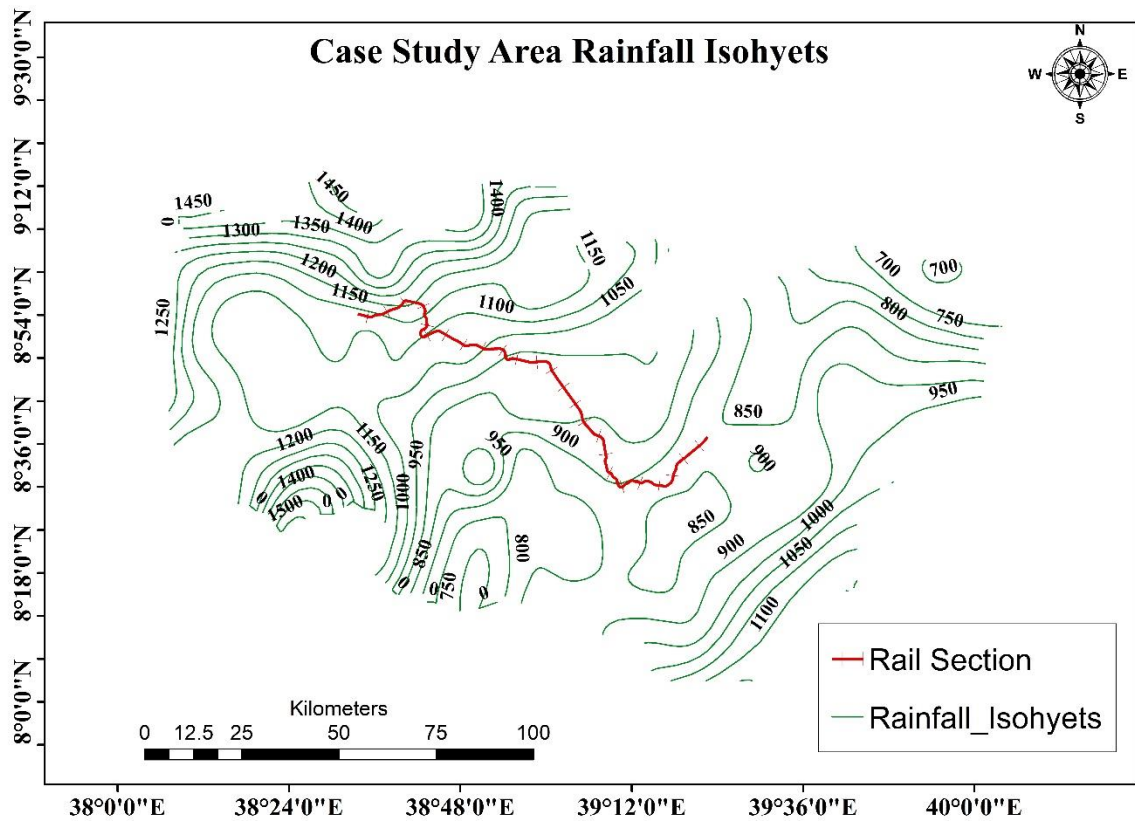 Case Study Area Rainfall Isohyets
N
W E
S
9°30'0"N
9°12'0"N
8°54'0"N
8°36'0"N
8°18'0"N
8°0'0"N
1450
1450
1400
1400
0
1300
1350
1200
1150
1250
1150
1100
1050
700
700
800
750
950
850
900
1200
1150
950
950
900
1400
1250
1000
0
1500
0
0
850
900
1000
1050
1100
850
800
0
0
750
0
Rail Section
Rainfall_Isohyets
Kilometers
0 12.5 25 50 75 100
38°0'0"E 38°24'0"E 38°48'0"E 39°12'0"E 39°36'0"E 40°0'0"E